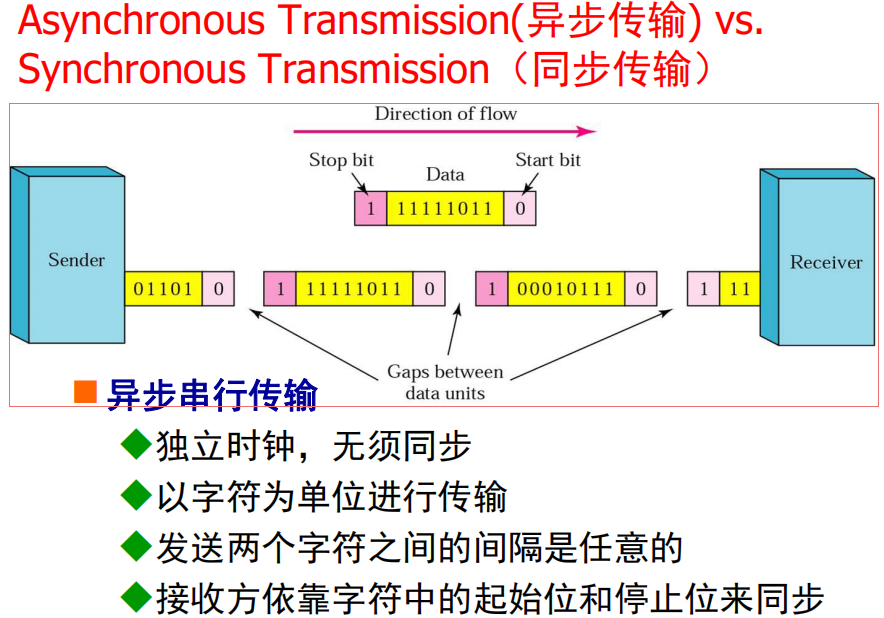 Asynchronous Transmission(异步传输) vs.
Synchronous Transmission（同步传输）
Direction of flow
Stop bit
Data
Start bit
1 11111011 0
Sender
01101 0
1 11111011 0
1 00010111 0
1 11
Receiver
Gaps between
data units
异步串行传输
独立时钟，无须同步
以字符为单位进行传输
发送两个字符之间的间隔是任意的
接收方依靠字符中的起始位和停止位来同步